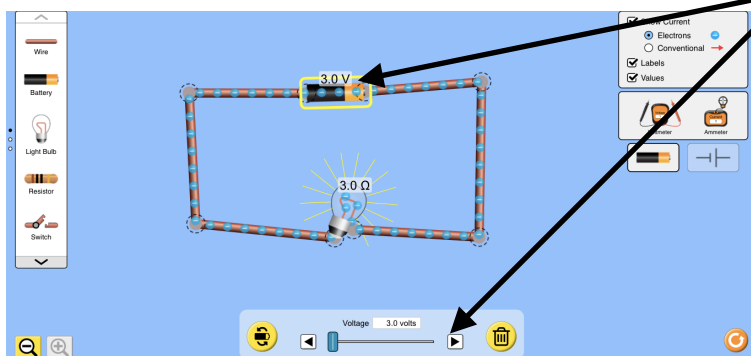 Wire
Battery
Light Bulb
Resistor
Switch
3.0 V
3.0 Ω
Voltage 3.0 volts
Current
Electrons
Conventional
Labels
Values
Ammeter